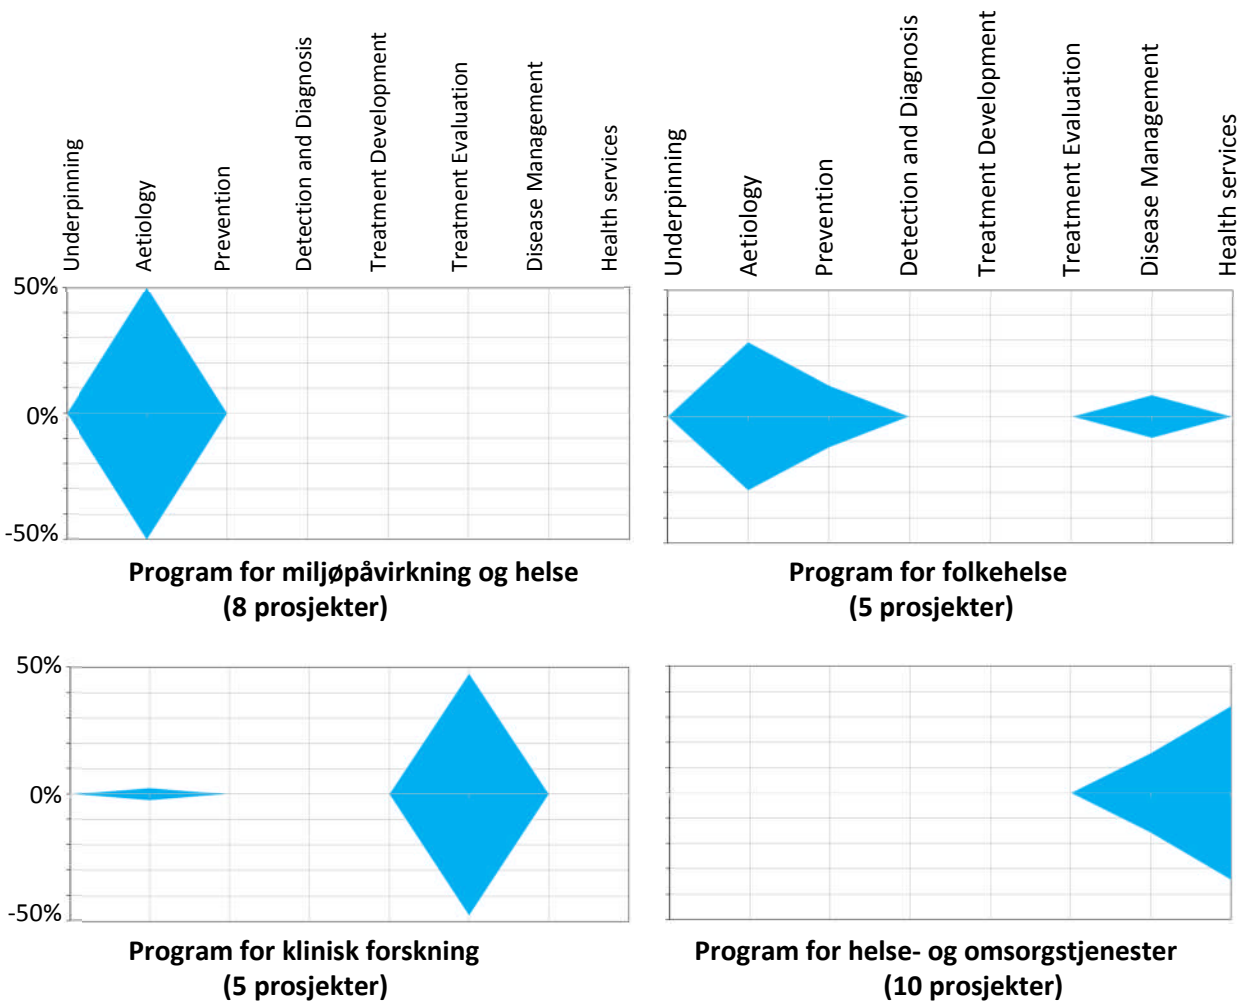 Underpinning
Aetiology
Prevention
Detection and Diagnosis
Treatment Development
Treatment Evaluation
Disease Management
Health services
Underpinning
Aetiology
Prevention
Detection and Diagnosis
Treatment Development
Treatment Evaluation
Disease Management
Health services
50%
0%
-50%
Program for miljøpåvirkning og helse
(8 prosjekter)
Program for folkehelse
(5 prosjekter)
50%
0%
-50%
Program for klinisk forskning
(5 prosjekter)
Program for helse- og omsorgstjenester
(10 prosjekter)